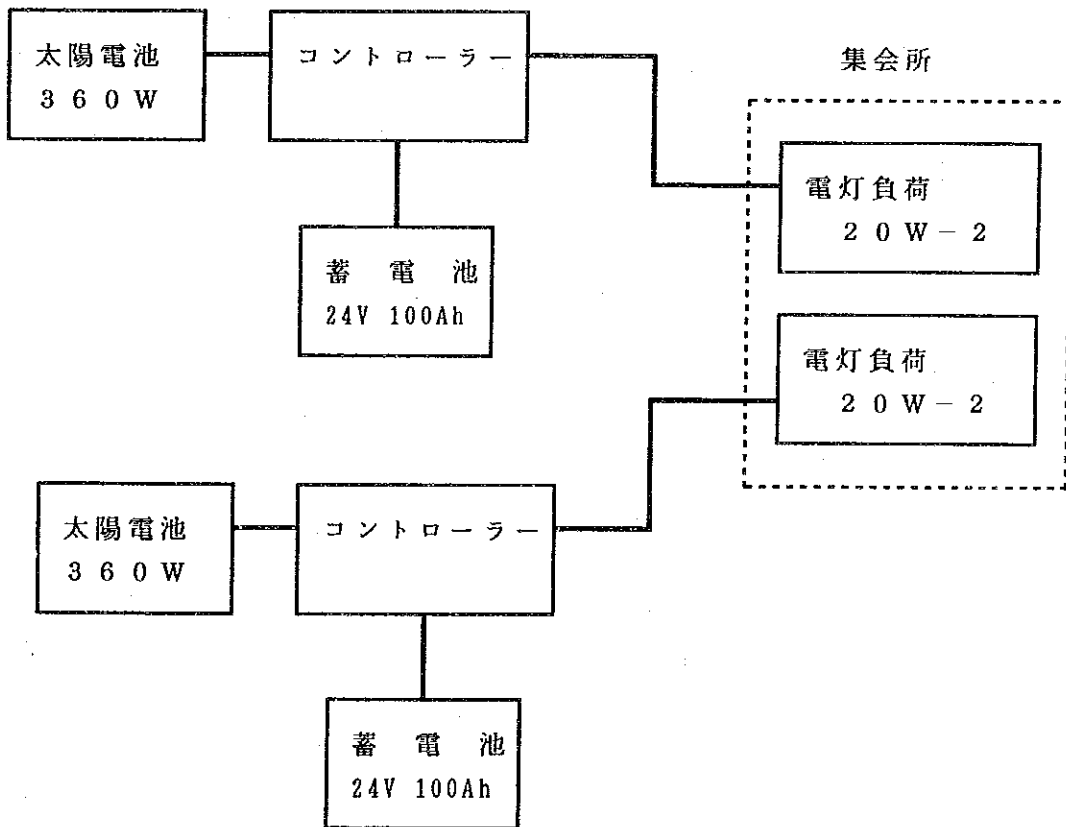 太陽電池
３６０Ｗ
コントローラー
蓄電池
24V 100Ah
集会所
電灯負荷
２０Ｗ－２
電灯負荷
２０Ｗ－２
太陽電池
３６０Ｗ
コントローラー
蓄電池
24V 100Ah